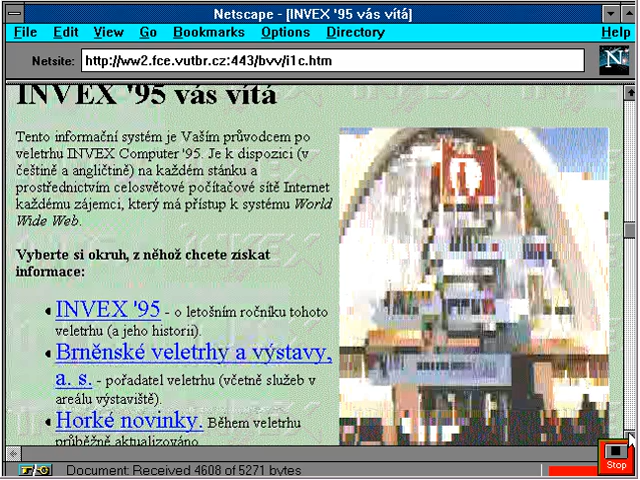 Netscape - [INVEX '95 vás vítá]
File Edit View Go Bookmarks Options Directory Help
Netsite: http://ww2.fce.vutbr.cz:443/bvv/i1c.htm
N
INVEX '95 vás vítá
Tento informační systém je Vaším průvodcem po
veletrhu INVEX Computer '95. Je k dispozici (v
češtině a angličtině) na každém stánku a
prostřednictvím celosvětové počítačové sítě Internet
každému zájemci, který má přístup k systému World
Wide Web.
Vyberte si okruh, z něhož chcete získat
informace:
INVEX '95 - o letošním ročníku tohoto
veletrhu (a jeho historii).
Brněnské veletrhy a výstavy,
a. s. - pořadatel veletrhu (včetně služeb v
areálu výstaviště).
Horké novinky. Během veletrhu
průběžně aktualizováno
Document: Received 4608 of 5271 bytes
Stop